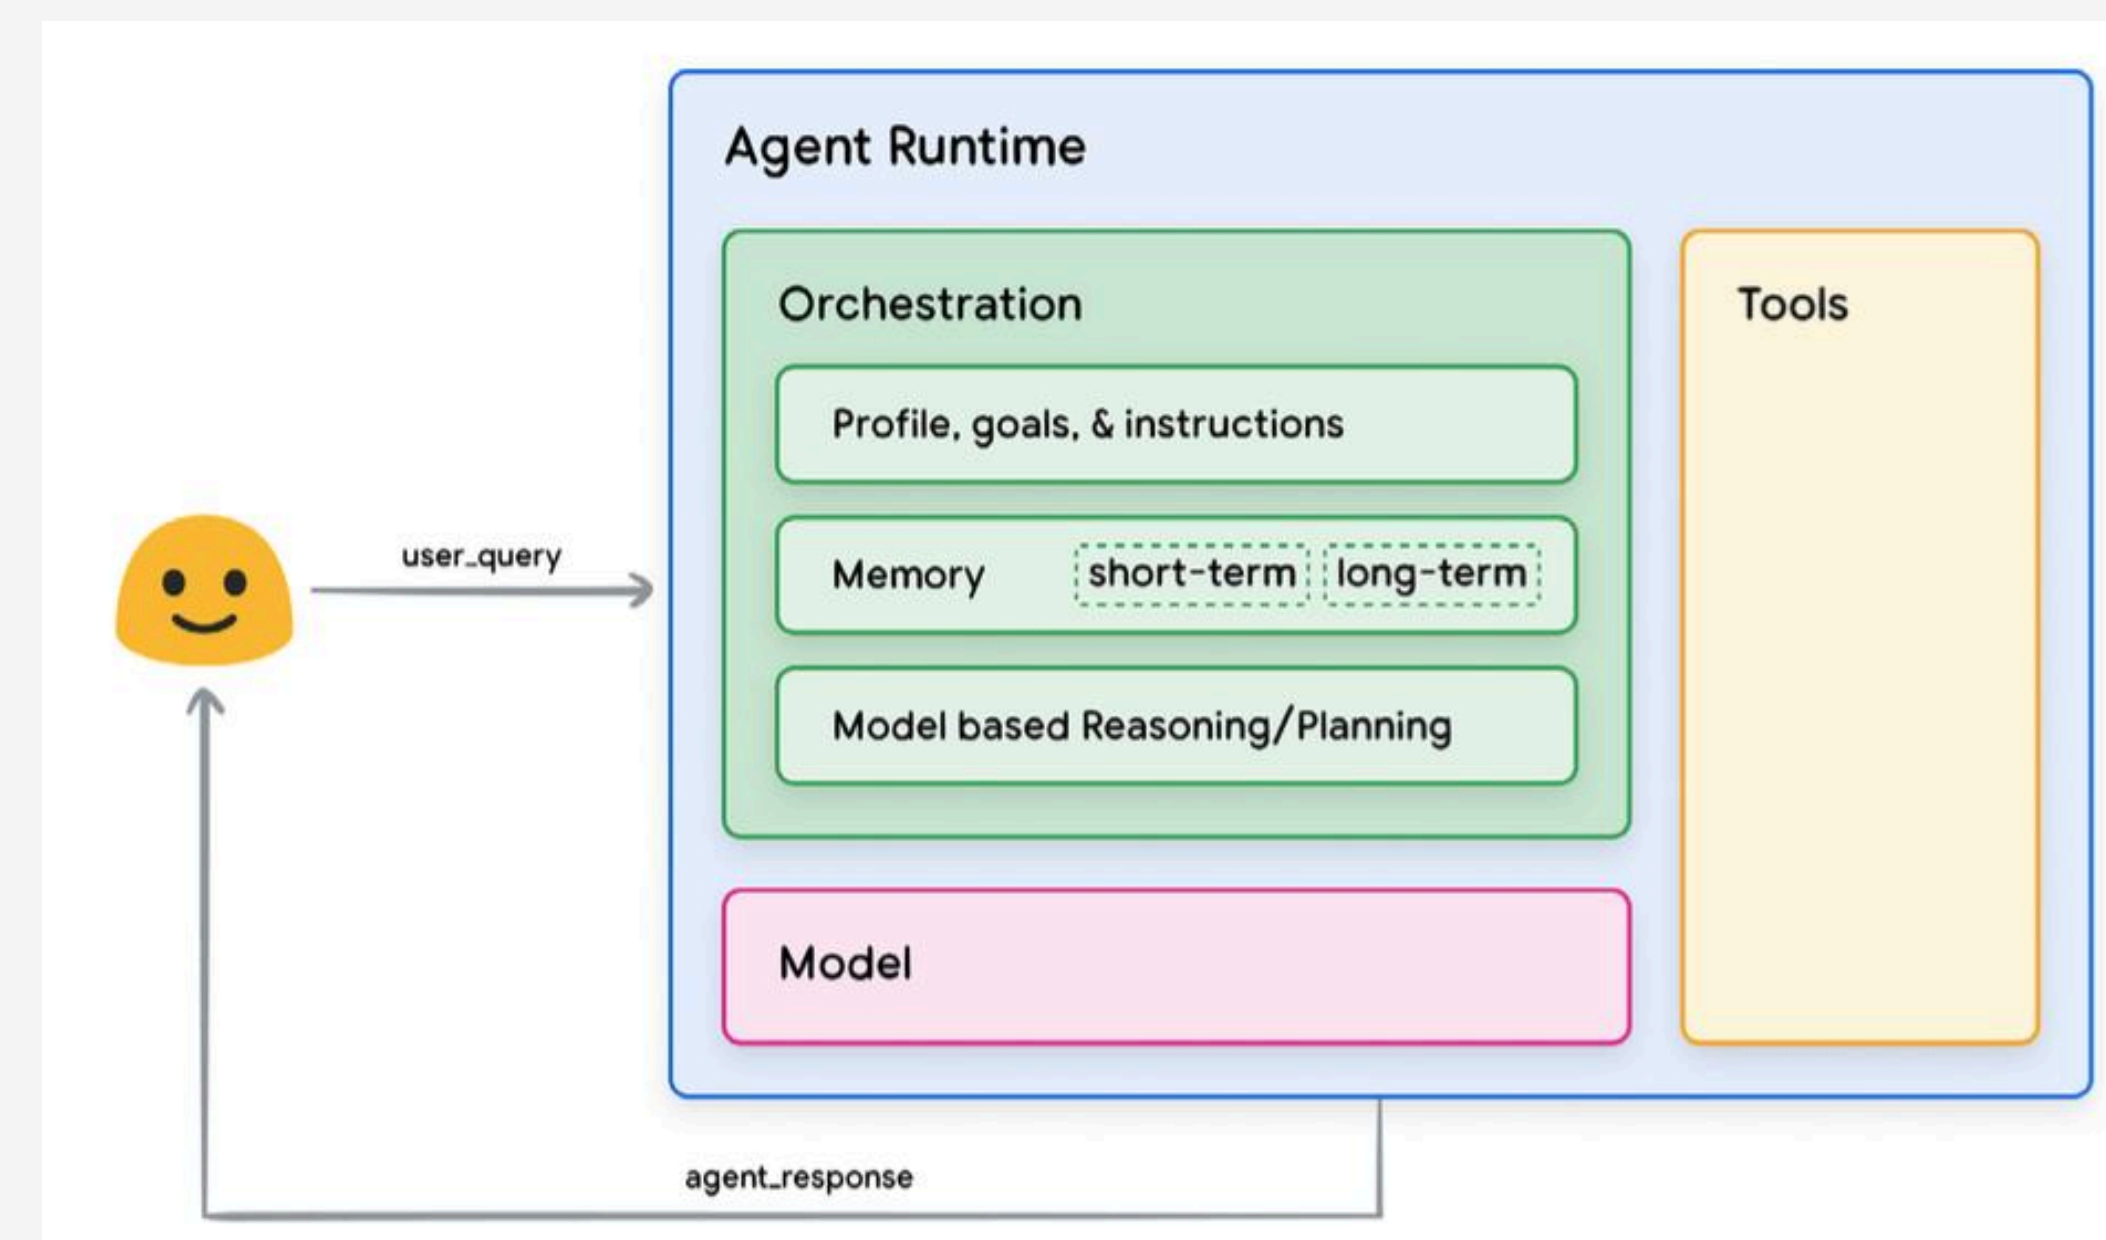 Agent Runtime
Orchestration
Tools
Profile, goals, & instructions
user_query
Memory short-term long-term
Model based Reasoning/Planning
Model
agent_response